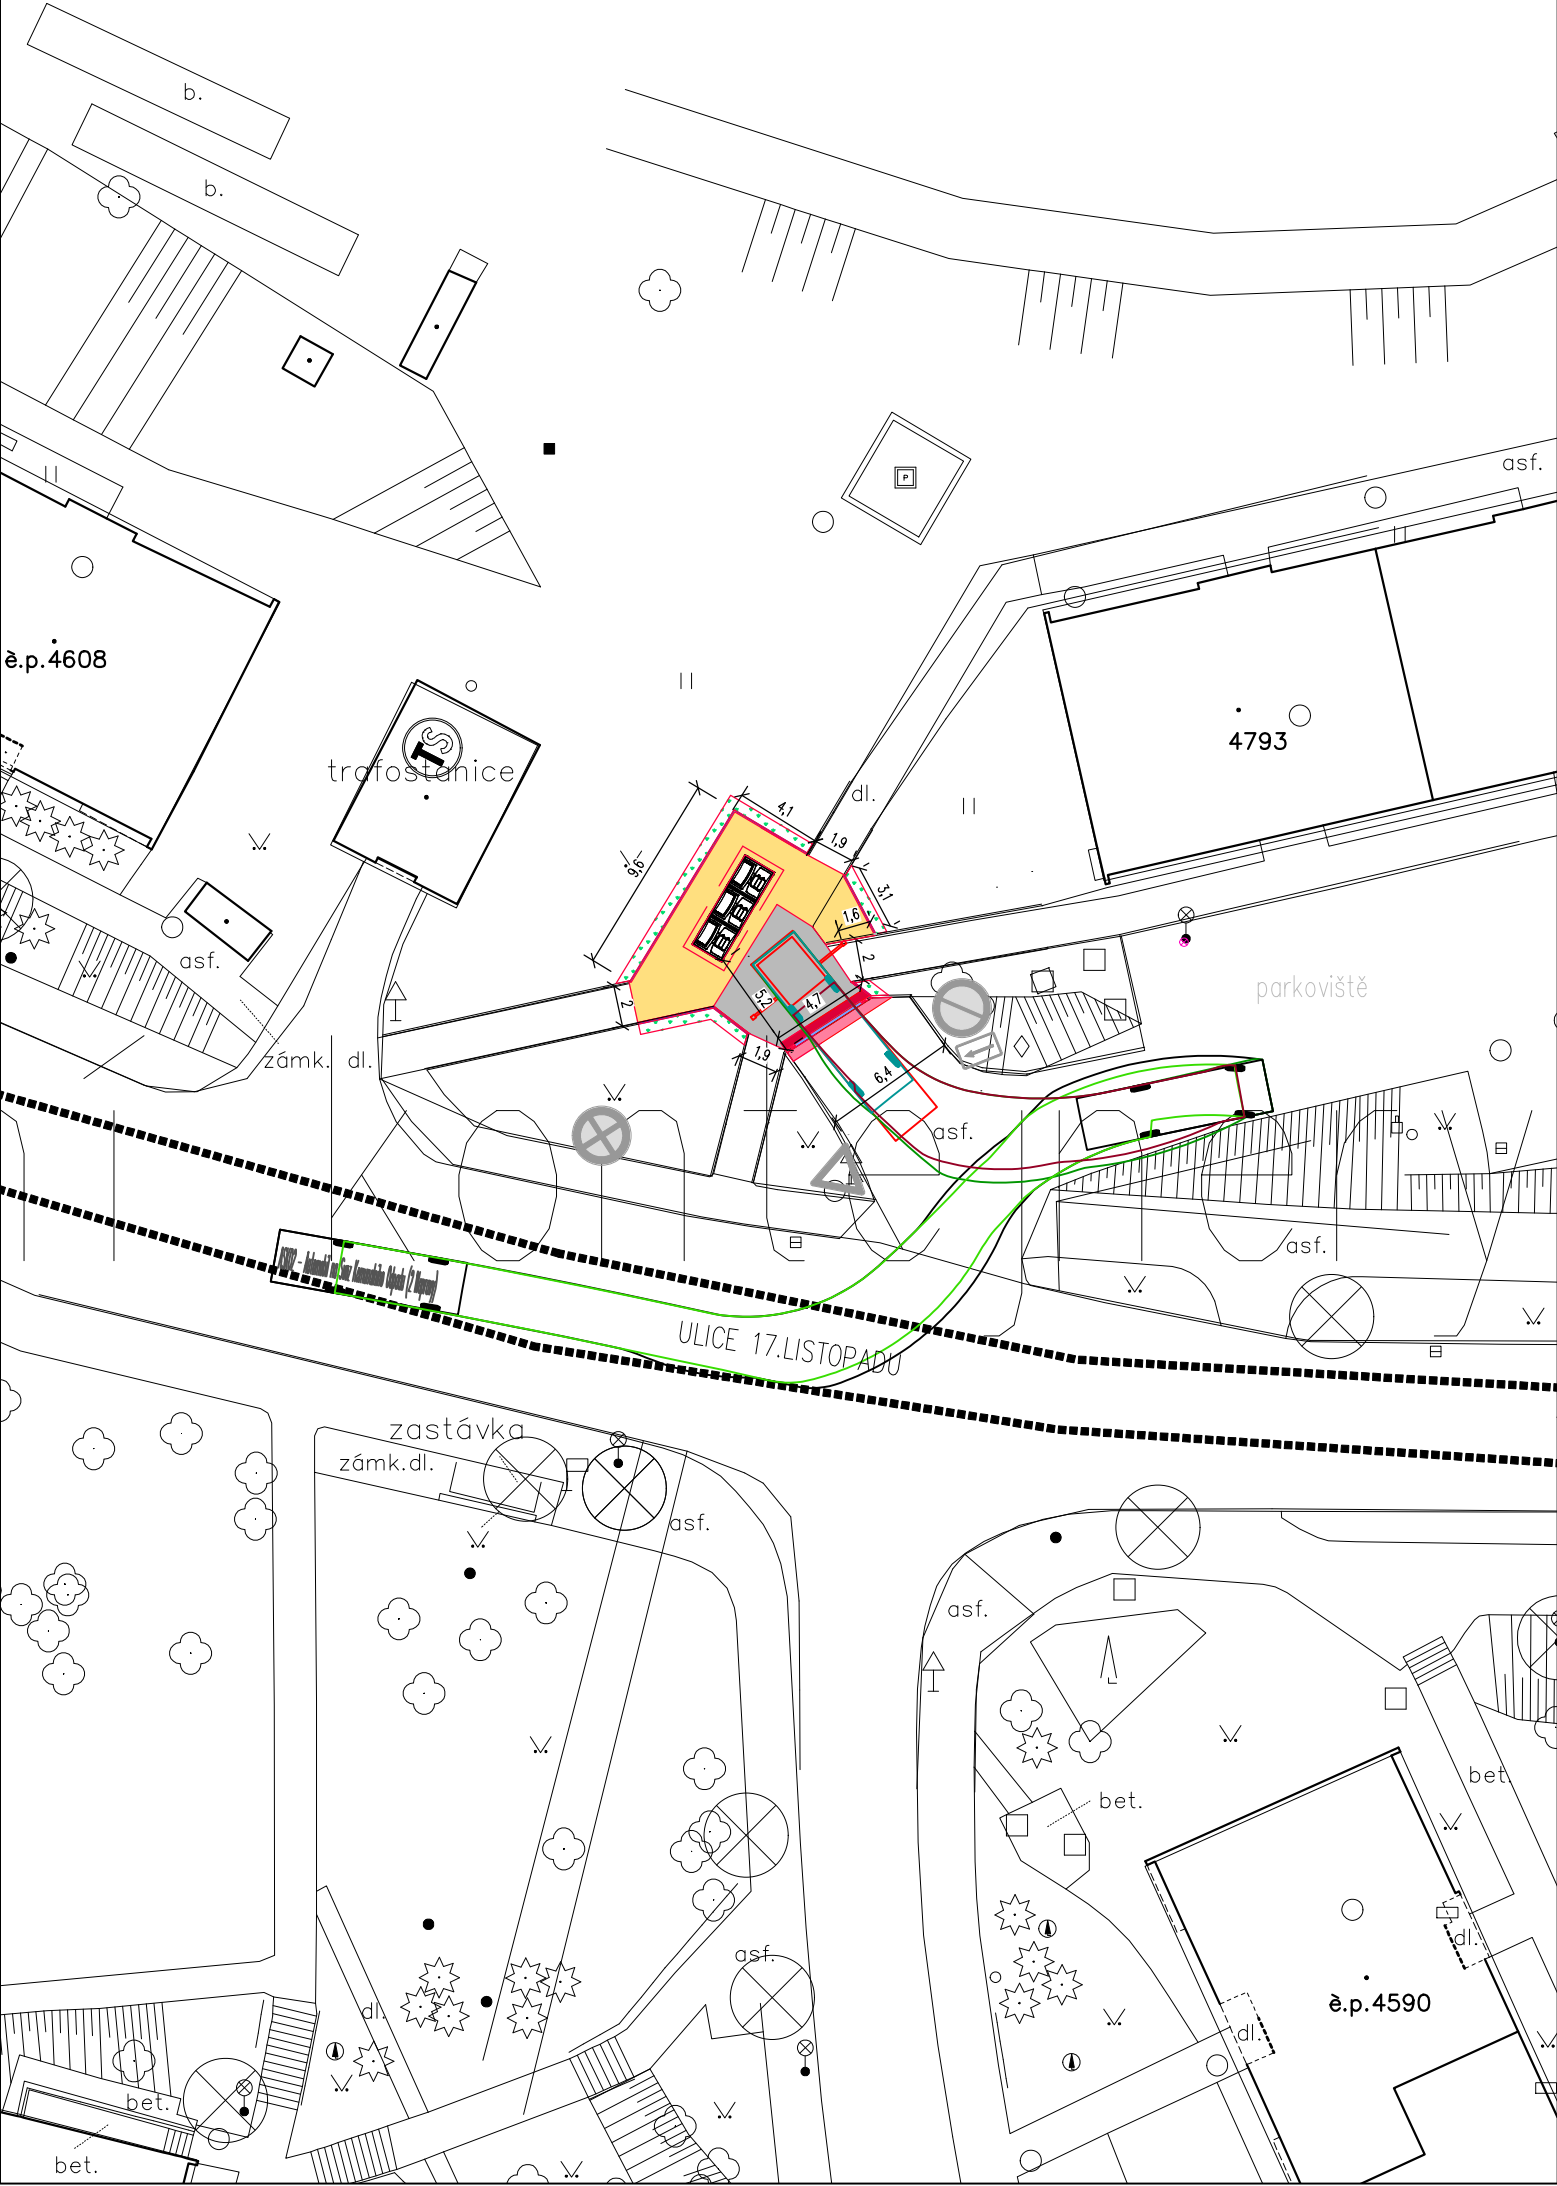 b.
b.
asf.
P
è.p.4608
4793
TS
trafostanice
dl.
4,1
1,9
9,6
3,1
1,6
2
asf.
2
5,2
4,7
parkoviště
zámk. dl.
1,9
6,4
asf.
asf.
ULICE 17.LISTOPADU
zastávka
zámk.dl.
asf.
asf.
bet.
bet.
asf.
dl.
è.p.4590
dl.
dl.
bet.
bet.